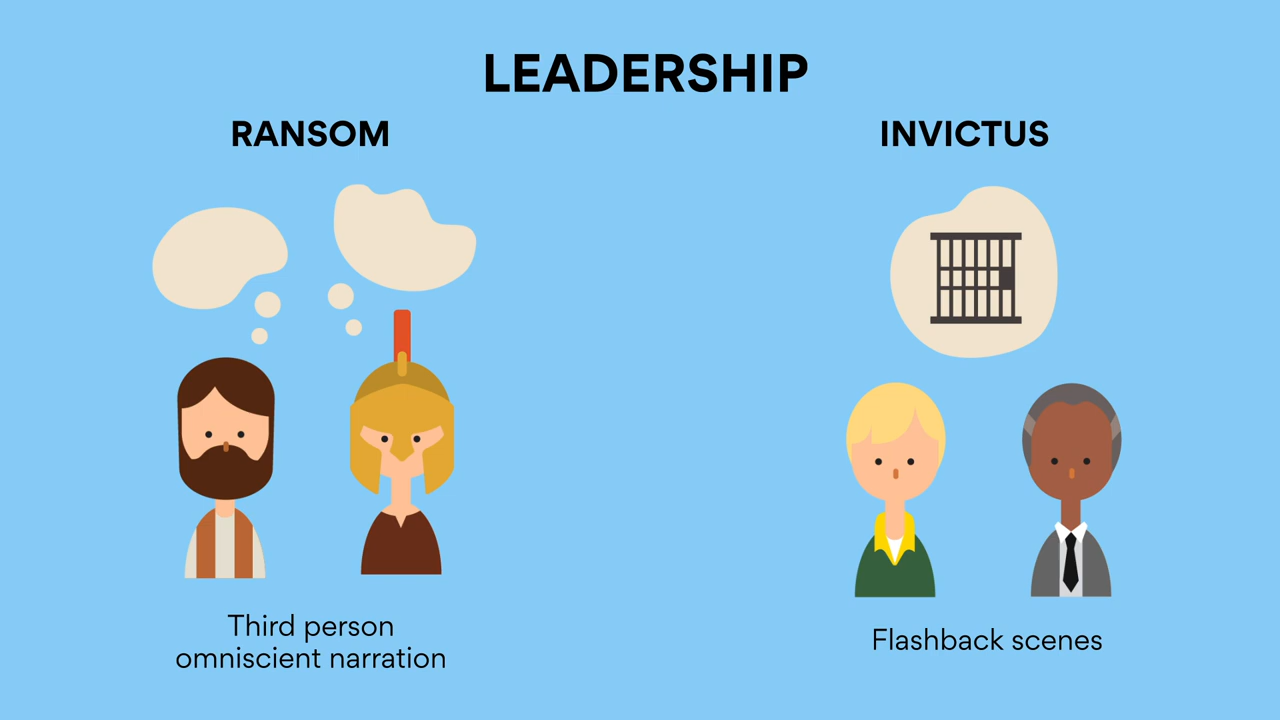 LEADERSHIP
RANSOM
INVICTUS
Third person
omniscient narration
Flashback scenes